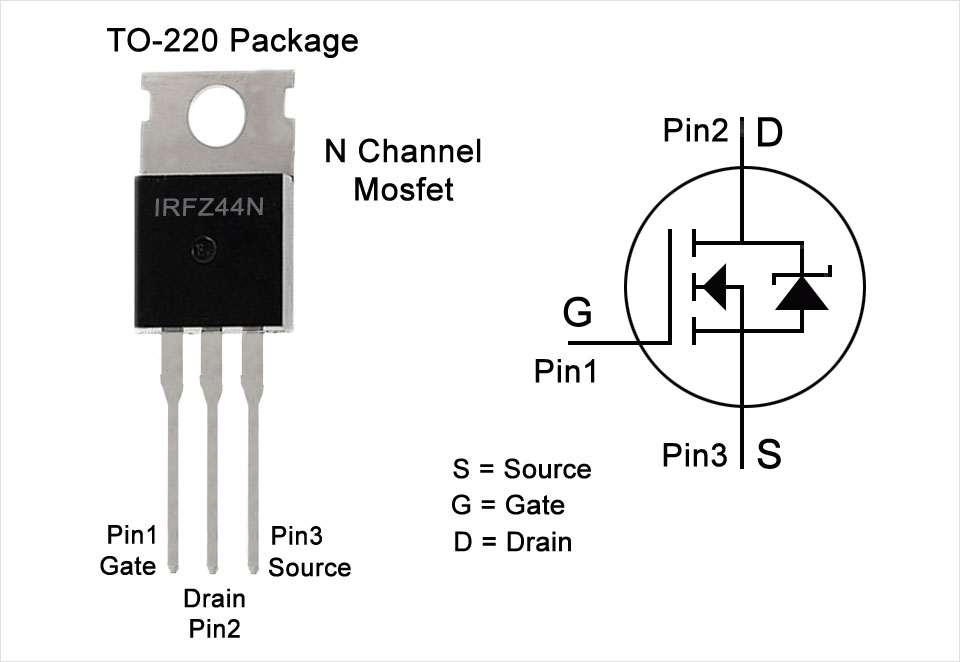 TO-220 Package
N Channel
Mosfet
IRFZ44N
Pin1
Gate
Drain
Pin2
Pin3
Source
Pin2 D
G
Pin1
Pin3 S
S = Source
G = Gate
D = Drain